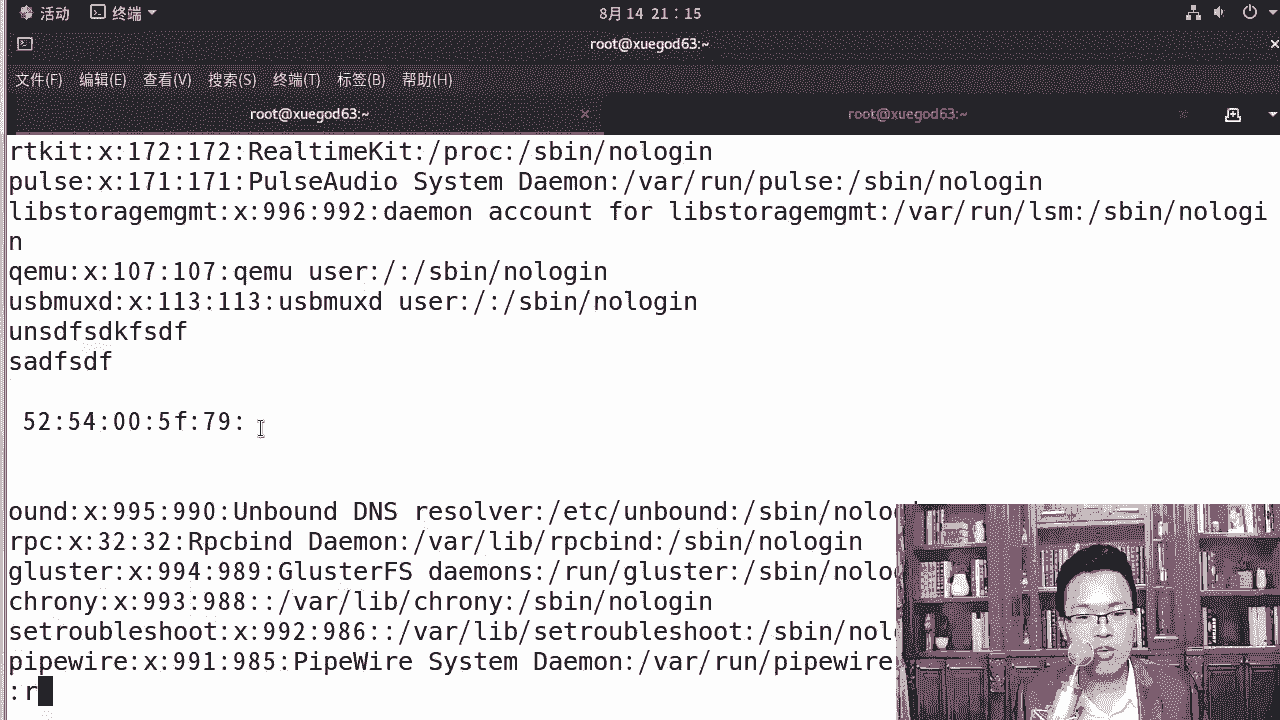 活动 终端 8月 14 21：15
root@xuegod63:~
文件(F) 编辑(E) 查看(V) 搜索(S) 终端(T) 标签(B) 帮助(H)
root@xuegod63:~ root@xuegod63:~
rtkit:x:172:172:RealtimeKit:/proc:/sbin/nologin
pulse:x:171:171:PulseAudio System Daemon:/var/run/pulse:/sbin/nologin
libstoragemgmt:x:996:992:daemon account for libstoragemgmt:/var/run/lsm:/sbin/nologi
n
qemu:x:107:107:qemu user:/:/sbin/nologin
usbmuxd:x:113:113:usbmuxd user:/:/sbin/nologin
unsdfsdkfsdf
sadfsdf
52:54:00:5f:79:
ound:x:995:990:Unbound DNS resolver:/etc/unbound:/sbin/nolo
rpc:x:32:32:Rpcbind Daemon:/var/lib/rpcbind:/sbin/nologin
gluster:x:994:989:GlusterFS daemons:/run/gluster:/sbin/nolo
chrony:x:993:988::/var/lib/chrony:/sbin/nologin
setroubleshoot:x:992:986::/var/lib/setroubleshoot:/sbin/nol
pipewire:x:991:985:PipeWire System Daemon:/var/run/pipewire
:r